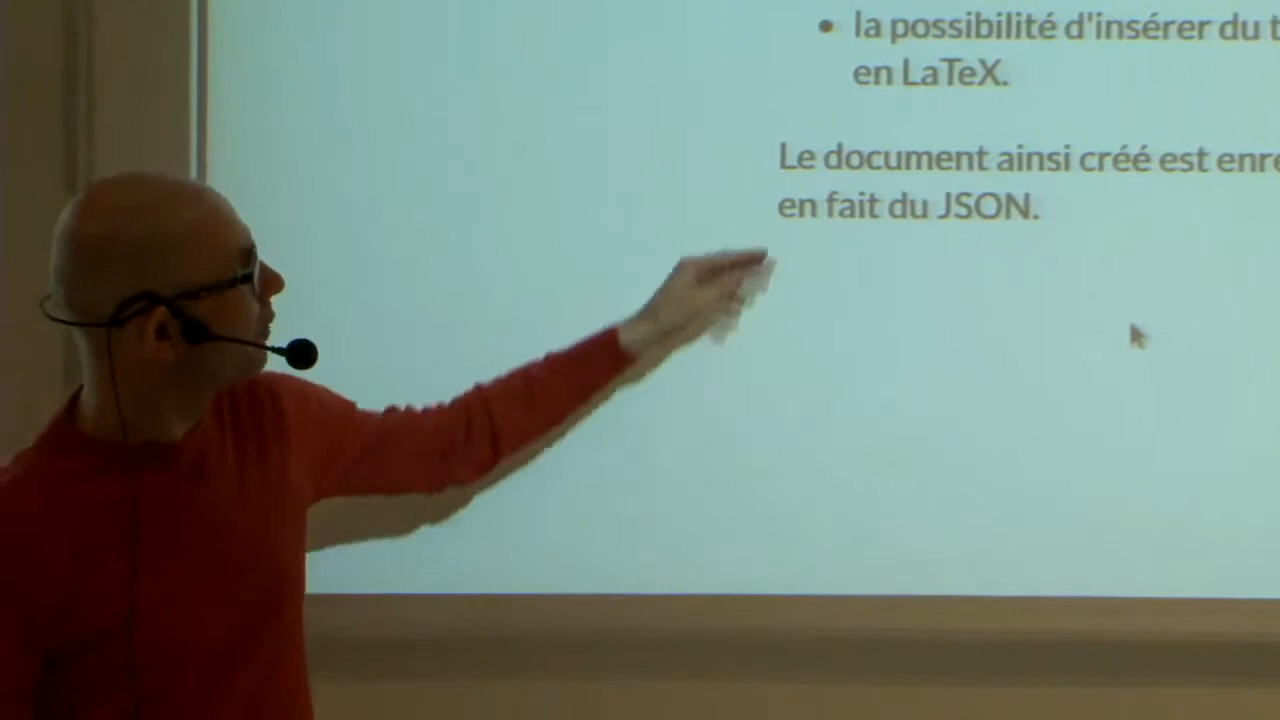 • la possibilité d'insérer du
en LaTeX.
Le document ainsi créé est
en fait du JSON.